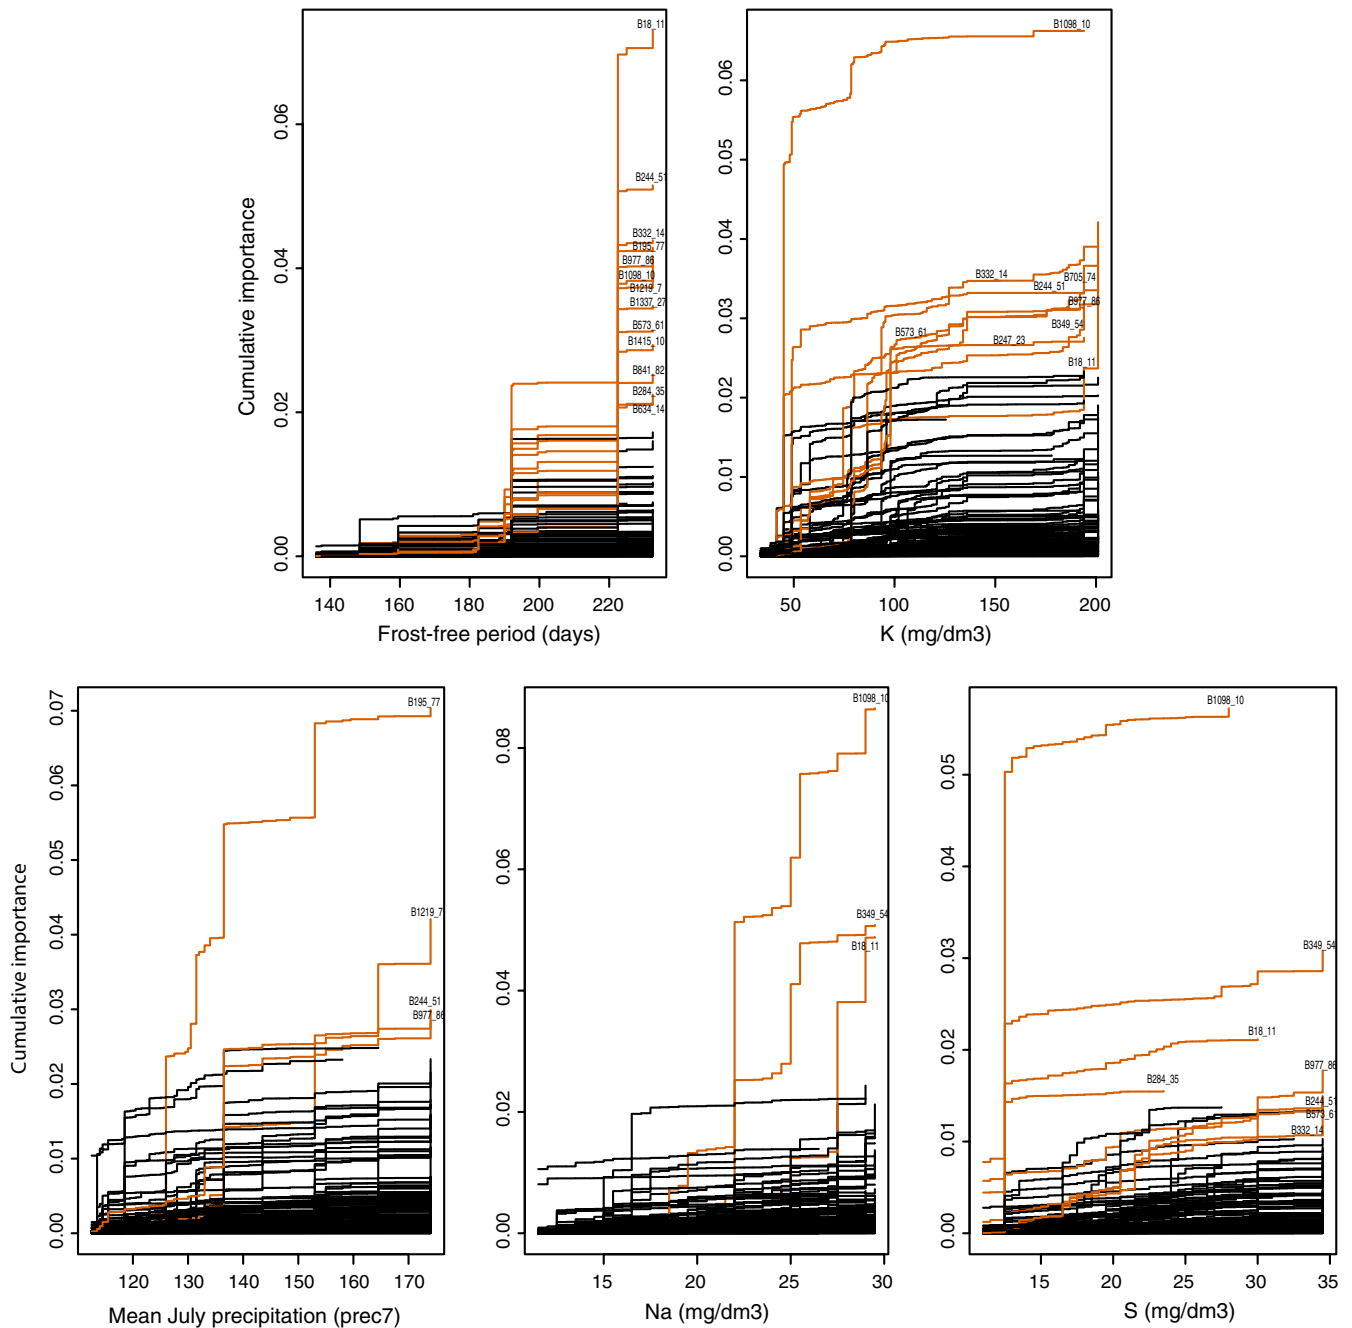 B18_11
B244_51
B332_14
B195_77
B977_86
B1098_10
B1219_7
B1337_27
B573_61
B1415_10
B841_82
B284_35
B634_14
Cumulative importance
0.00 0.02 0.04 0.06
140 160 180 200 220
Frost-free period (days)
B1098_10
B332_14
B705_74
B244_51
B977_86
B573_61
B349_54
B247_23
B18_11
0.00 0.01 0.02 0.03 0.04 0.05 0.06
50 100 150 200
K (mg/dm3)
B195_77
B1219_7
B244_51
B977_86
Cumulative importance
0.00 0.01 0.02 0.03 0.04 0.05 0.06 0.07
120 130 140 150 160 170
Mean July precipitation (prec7)
B1098_10
B349_54
B18_11
0.00 0.02 0.04 0.06 0.08
15 20 25 30
Na (mg/dm3)
B1098_10
B349_54
B18_11
B977_86
B284_35
B244_51
B573_61
B332_14
0.00 0.01 0.02 0.03 0.04 0.05
15 20 25 30 35
S (mg/dm3)